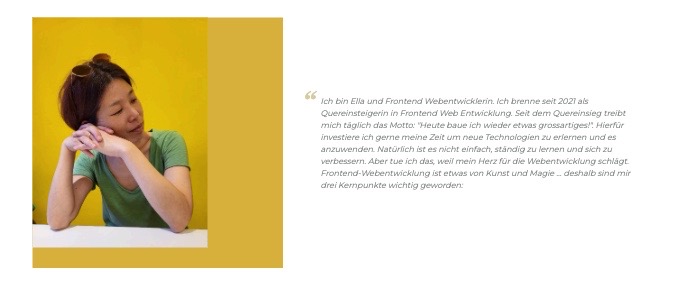 “ Ich bin Ella und Frontend Webentwicklerin. Ich brenne seit 2021 als
Quereinsteigerin in Frontend Web Entwicklung. Seit dem Quereinsieg treibt
mich täglich das Motto: "Heute baue ich wieder etwas grossartiges!". Hierfür
investiere ich gerne meine Zeit um neue Technologien zu erlernen und es
anzuwenden. Natürlich ist es nicht einfach, ständig zu lernen und sich zu
verbessern. Aber tue ich das, weil mein Herz für die Webentwicklung schlägt.
Frontend-Webentwicklung ist etwas von Kunst und Magie ... deshalb sind mir
drei Kernpunkte wichtig geworden: